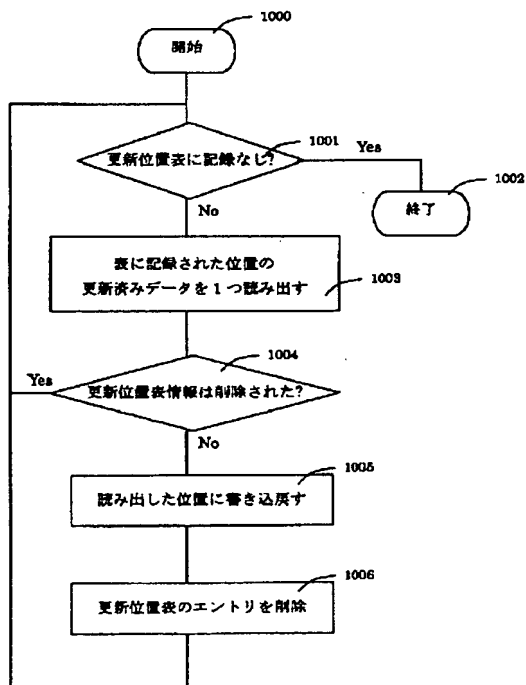 1000
開始
1001
更新位置表に記録なし?
Yes
1002
終了
No
表に記録された位置の
更新済みデータを1つ読み出す
1003
1004
Yes
更新位置表情報は削除された?
No
1005
読み出した位置に書き込戻す
1006
更新位置表のエントリを削除